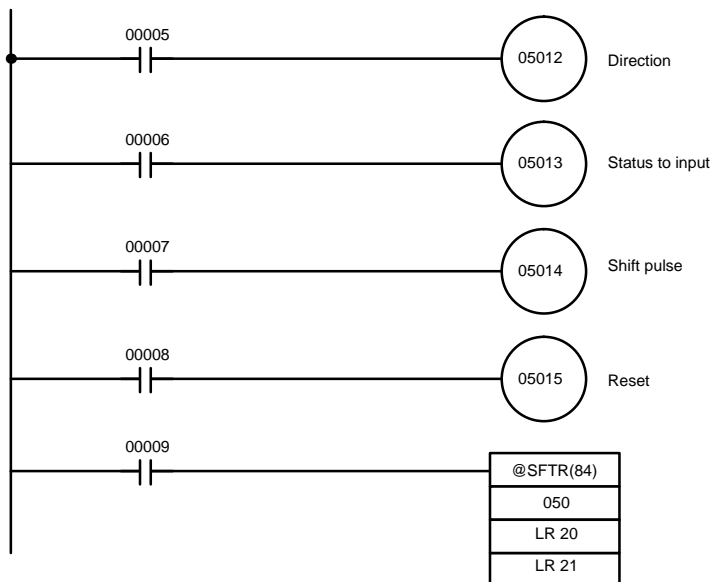 00005
05012 Direction
00006
05013 Status to input
00007
05014 Shift pulse
00008
05015 Reset
00009
@SFTR(84)
050
LR 20
LR 21